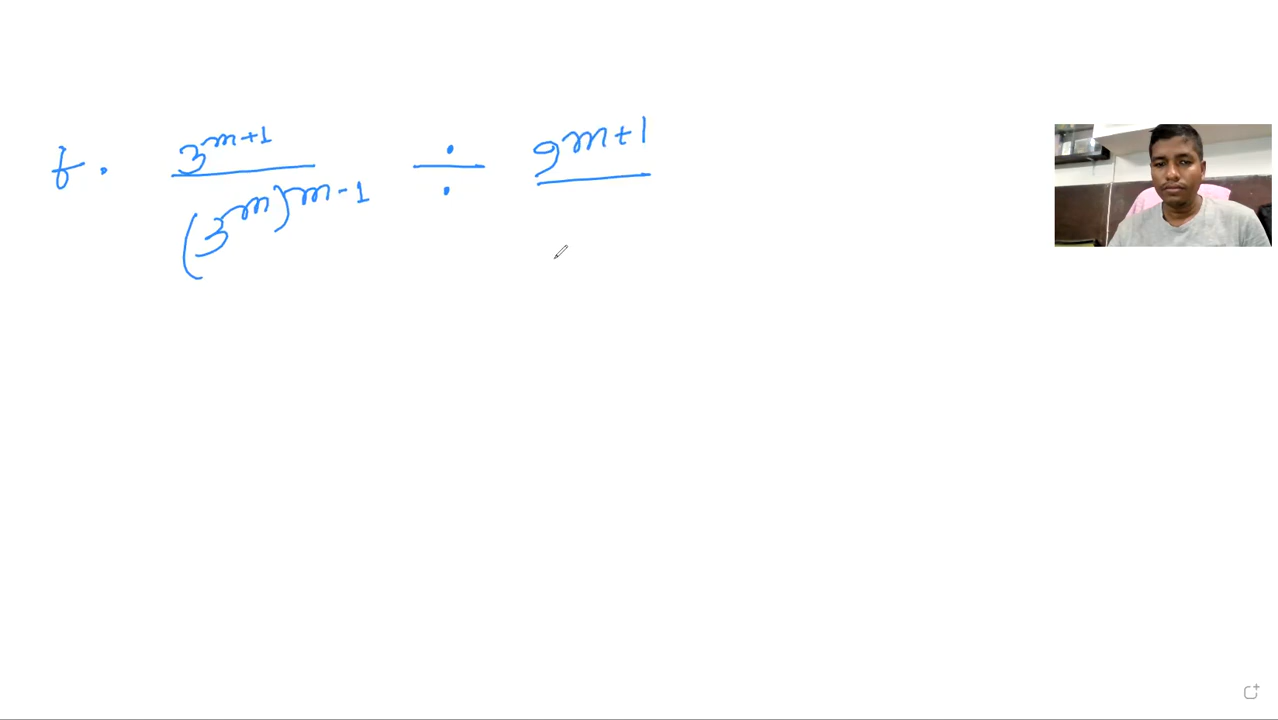 f. 3^{m+1} / (3^m)^{m-1} ÷ 9^{m+1} /